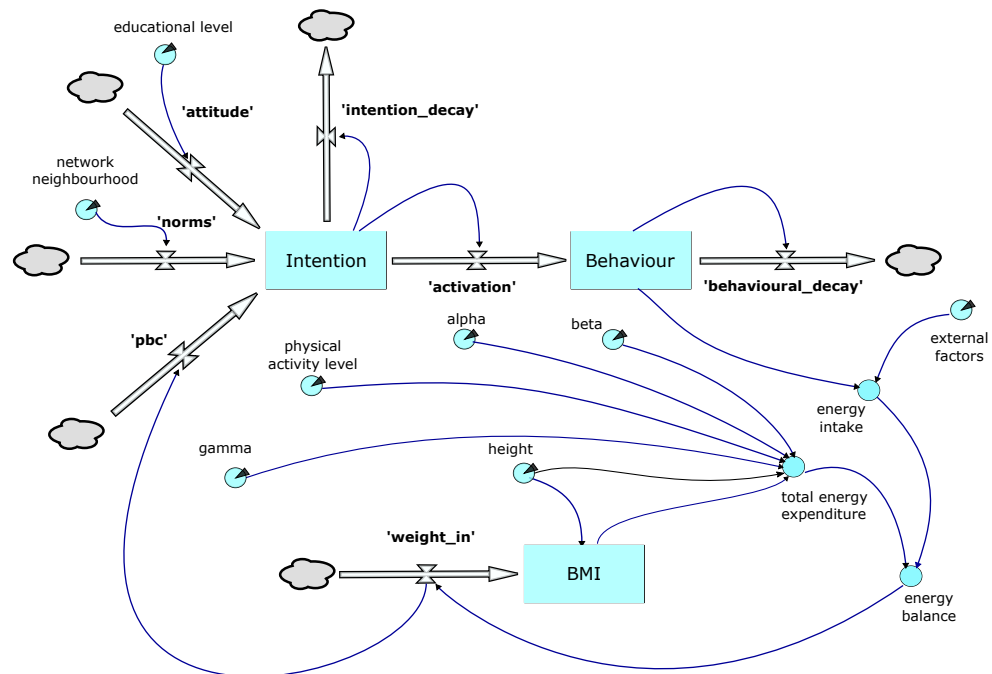 educational level
'intention_decay'
'attitude'
network
neighbourhood
'norms'
Intention
Behaviour
'activation'
'behavioural_decay'
'pbc'
alpha
beta
external
factors
physical
activity level
energy
intake
gamma
height
total energy
expenditure
'weight_in'
BMI
energy
balance